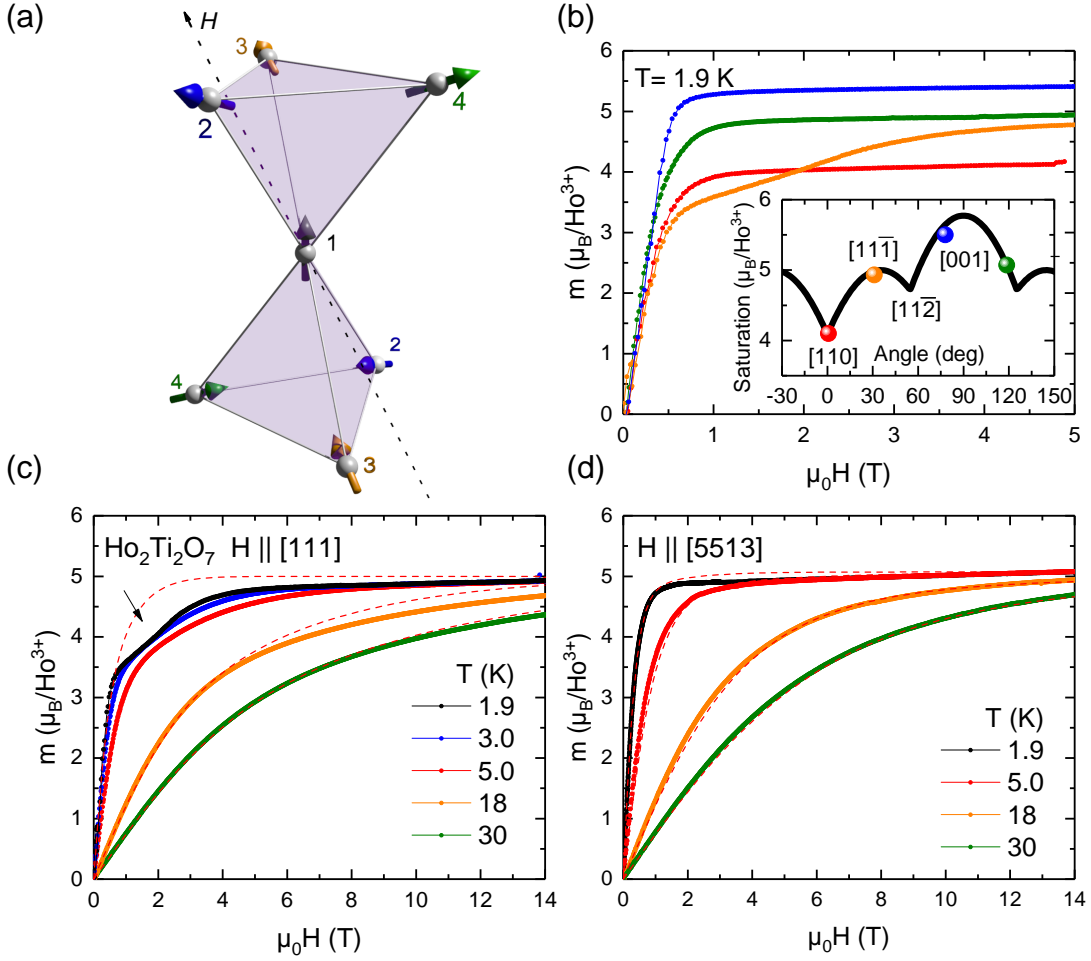 (a)
H
3
4
2
1
2
4
3
(b)
T= 1.9 K
6
5
4
3
2
1
0
m (μB/Ho³⁺)
0 1 2 3 4 5
μ₀H (T)
Saturation (μB/Ho³⁺)
6
5
4
[111̄]
[001]
[112̄]
[110]
Angle (deg)
-30 0 30 60 90 120 150
(c)
Ho₂Ti₂O₇ H || [111]
6
5
4
3
2
1
0
m (μB/Ho³⁺)
T (K)
1.9
3.0
5.0
18
30
0 2 4 6 8 10 12 14
μ₀H (T)
(d)
H || [5513]
6
5
4
3
2
1
0
m (μB/Ho³⁺)
T (K)
1.9
5.0
18
30
0 2 4 6 8 10 12 14
μ₀H (T)